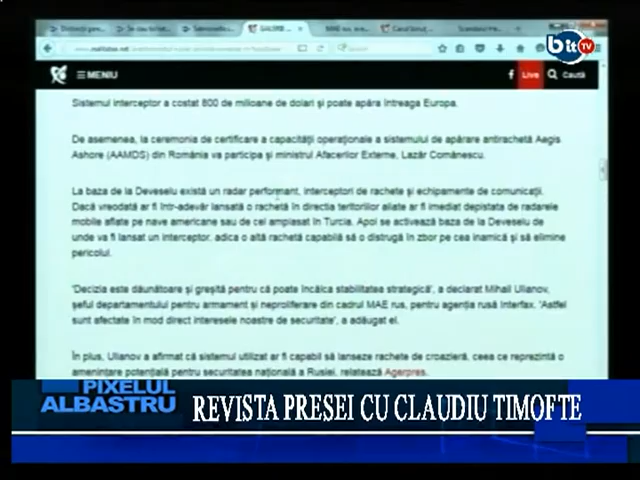 b1tTV
MENIU
Live
Caută
Sistemul interceptor a costat 800 de milioane de dolari și poate apăra întreaga Europa.
De asemenea, la ceremonia de certificare a capacității operaționale a sistemului de apărare antirachetă Aegis
Ashore (AAMDS) din România va participa și ministrul Afacerilor Externe, Lazăr Comănescu.
La baza de la Deveselu există un radar performant, interceptori de rachete și echipamente de comunicații.
Dacă vreodată ar fi într-adevăr lansată o rachetă în directia teritoriilor aliate ar fi imediat depistata de radarele
mobile aflate pe nave americane sau de cel amplasat în Turcia. Apoi se activează baza de la Deveselu de
unde va fi lansat un interceptor, adica o altă rachetă capabilă să o distrugă în zbor pe cea inamică și să elimine
pericolul.
'Decizia este dăunătoare și greșită pentru că poate încălca stabilitatea strategică', a declarat Mihail Ulianov,
șeful departamentului pentru armament și neproliferare din cadrul MAE rus, pentru agenția rusă Interfax. 'Astfel
sunt afectate în mod direct interesele noastre de securitate', a adăugat el.
În plus, Ulianov a afirmat că sistemul utilizat ar fi capabil să lanseze rachete de croazieră, ceea ce reprezintă o
amenințare potențială pentru securitatea națională a Rusiei, relatează Agerpres.
PIXELUL
ALBASTRU
REVISTA PRESEI CU CLAUDIU TIMOFTE